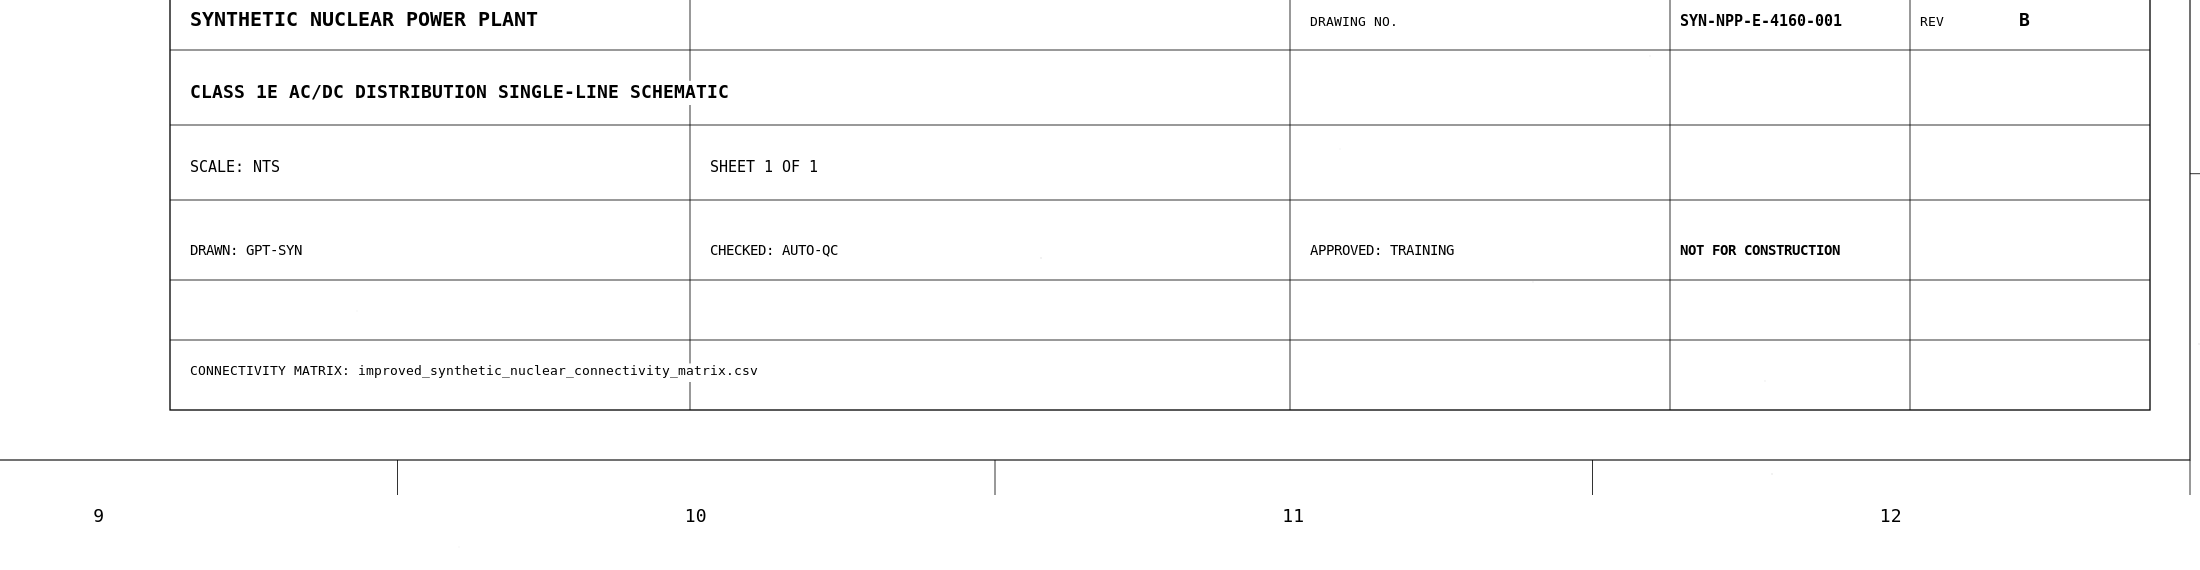 SYNTHETIC NUCLEAR POWER PLANT DRAWING NO. SYN-NPP-E-4160-001 REV B
CLASS 1E AC/DC DISTRIBUTION SINGLE-LINE SCHEMATIC
SCALE: NTS SHEET 1 OF 1
DRAWN: GPT-SYN CHECKED: AUTO-QC APPROVED: TRAINING NOT FOR CONSTRUCTION
CONNECTIVITY MATRIX: improved_synthetic_nuclear_connectivity_matrix.csv
9 10 11 12